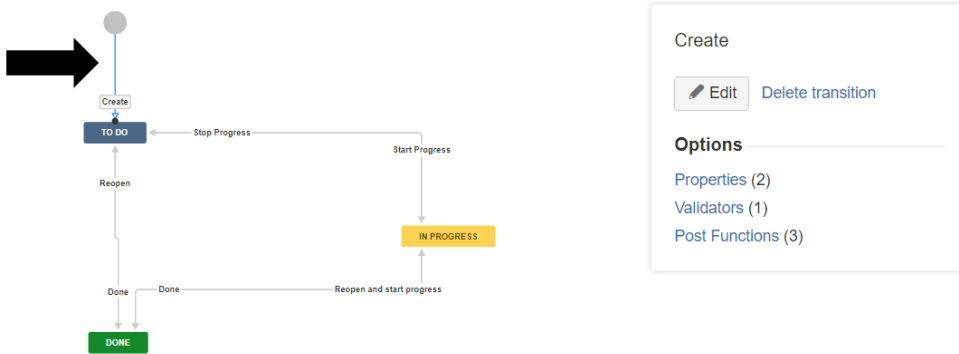 Create
TO DO
Stop Progress
Start Progress
Reopen
IN PROGRESS
Done
Done
Reopen and start progress
DONE
Create
Edit
Delete transition
Options
Properties (2)
Validators (1)
Post Functions (3)